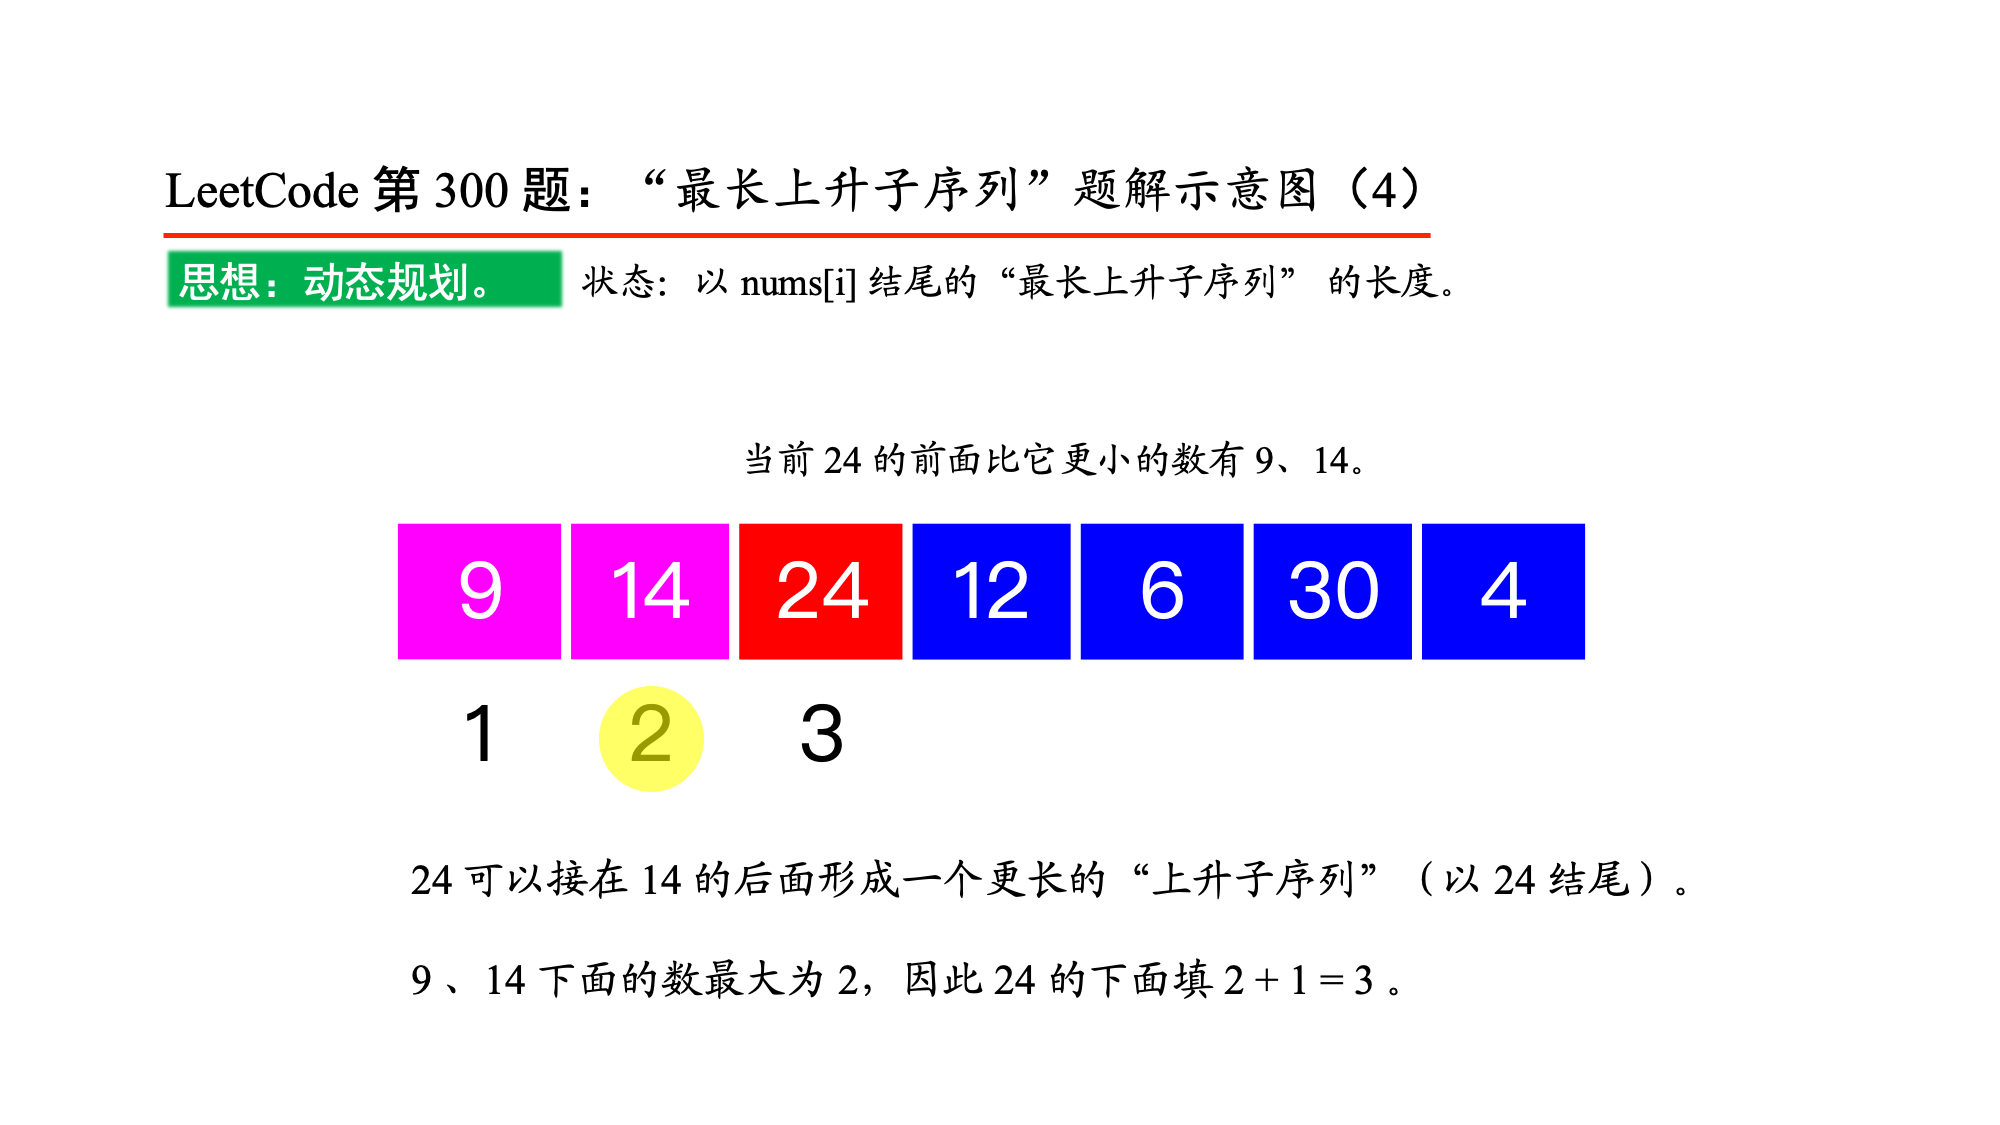 LeetCode 第 300 题：“最长上升子序列”题解示意图（4）
思想：动态规划。 状态：以 nums[i] 结尾的“最长上升子序列” 的长度。
当前 24 的前面比它更小的数有 9、14。
9 14 24 12 6 30 4
1 2 3
24 可以接在 14 的后面形成一个更长的“上升子序列”（以 24 结尾）。
9 、14 下面的数最大为 2，因此 24 的下面填 2 + 1 = 3 。